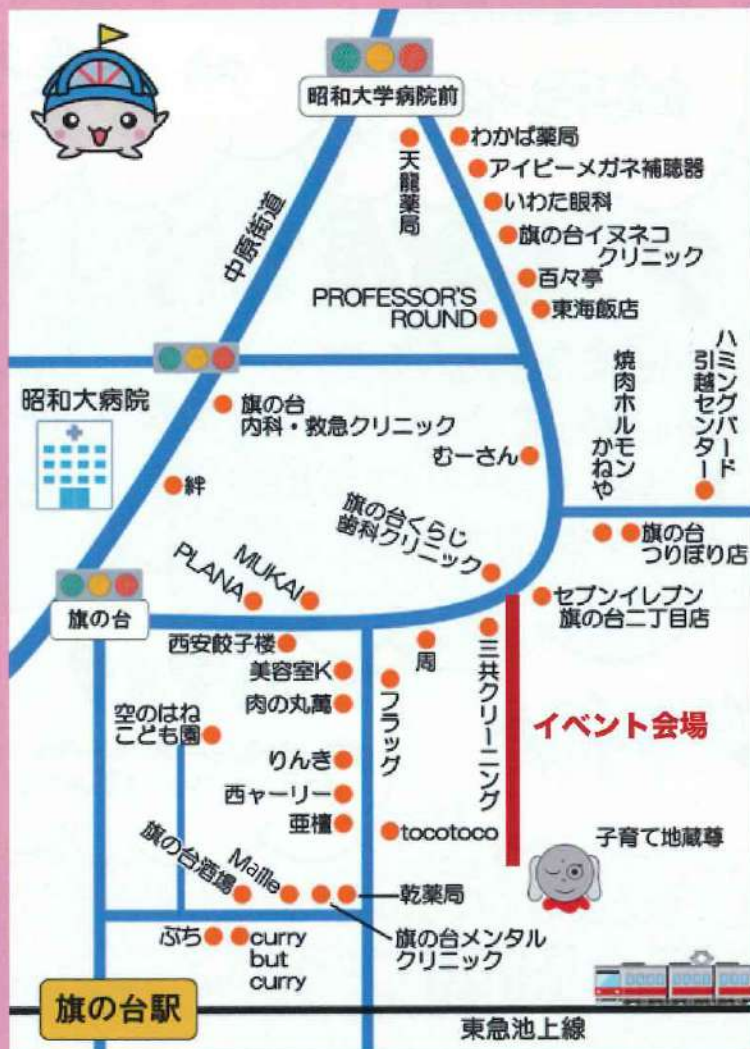 昭和大学病院前
わかば薬局
天龍薬局
アイピーメガネ補聴器
いわた眼科
旗の台イヌネコ
クリニック
中原街道
百々亭
PROFESSOR'S
ROUND
東海飯店
昭和大病院
旗の台
内科・救急クリニック
焼肉ホルモン
かねや
ハミングバード
引越センター
むーさん
絆
旗の台くらじ
歯科クリニック
旗の台
つりぼり店
PLANA
MUKAI
旗の台
セブンイレブン
旗の台二丁目店
西安餃子楼
周
三共クリーニング
美容室K
フラッグ
肉の丸萬
空のはね
こども園
イベント会場
りんき
西ャーリー
亜檀
tocotoco
子育て地蔵尊
旗の台酒場
Maille
乾薬局
ぷち
curry
but
curry
旗の台メンタル
クリニック
旗の台駅
東急池上線